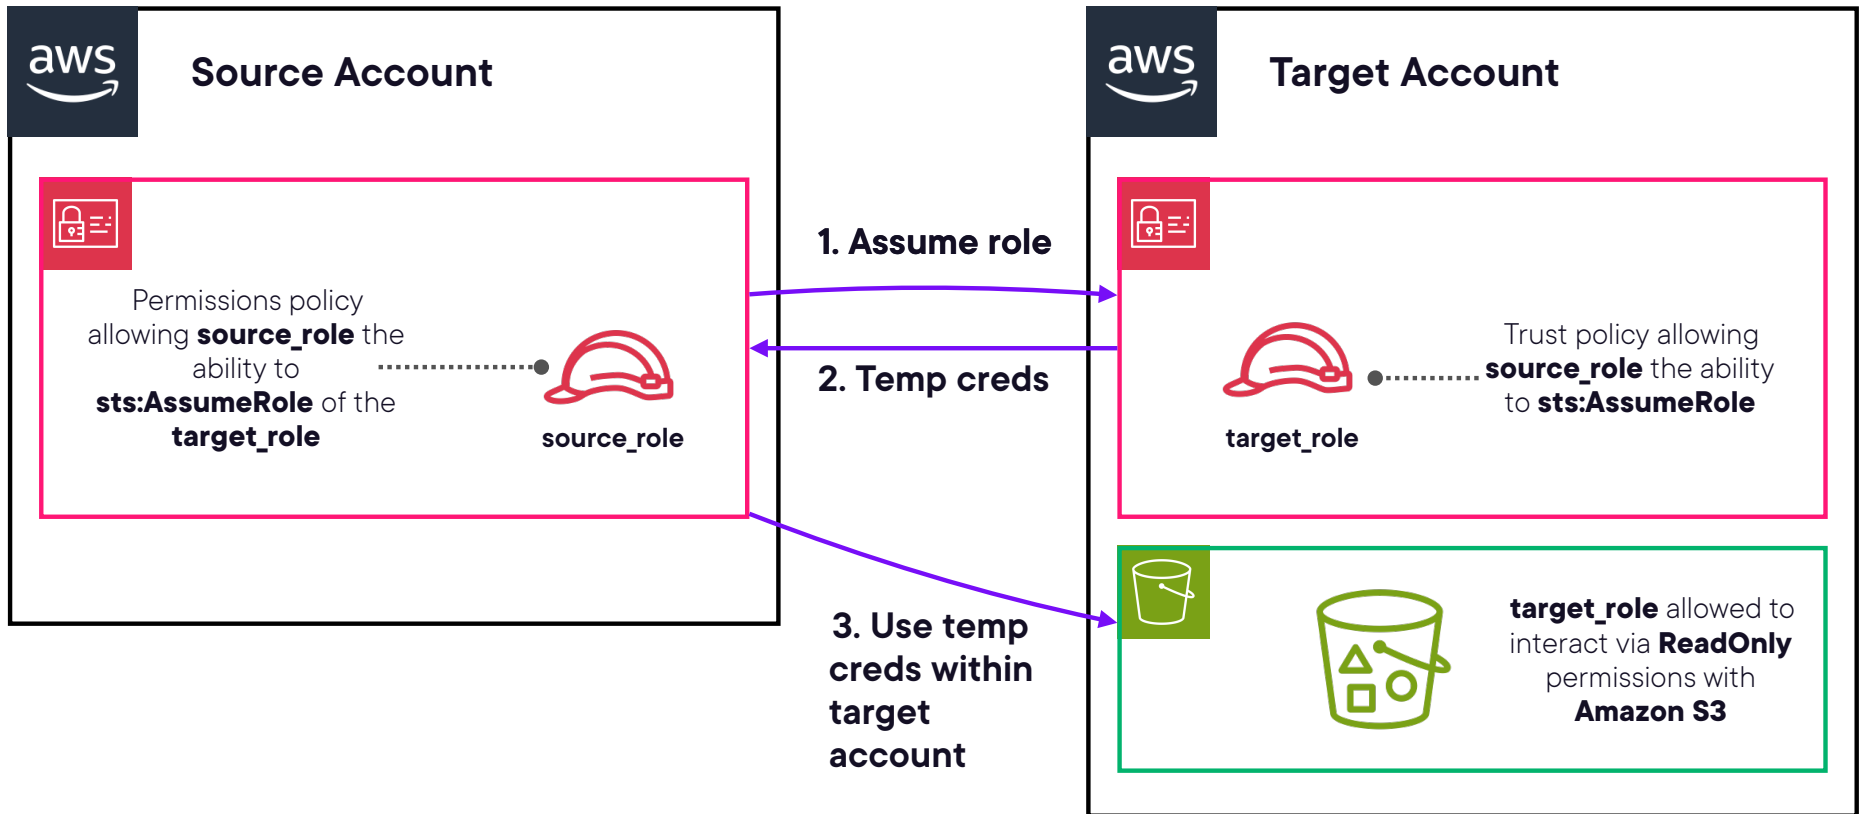 aws
Source Account
Permissions policy
allowing source_role the
ability to
sts:AssumeRole of the
target_role
source_role
1. Assume role
2. Temp creds
3. Use temp
creds within
target
account
aws
Target Account
target_role
Trust policy allowing
source_role the ability
to sts:AssumeRole
target_role allowed to
interact via ReadOnly
permissions with
Amazon S3